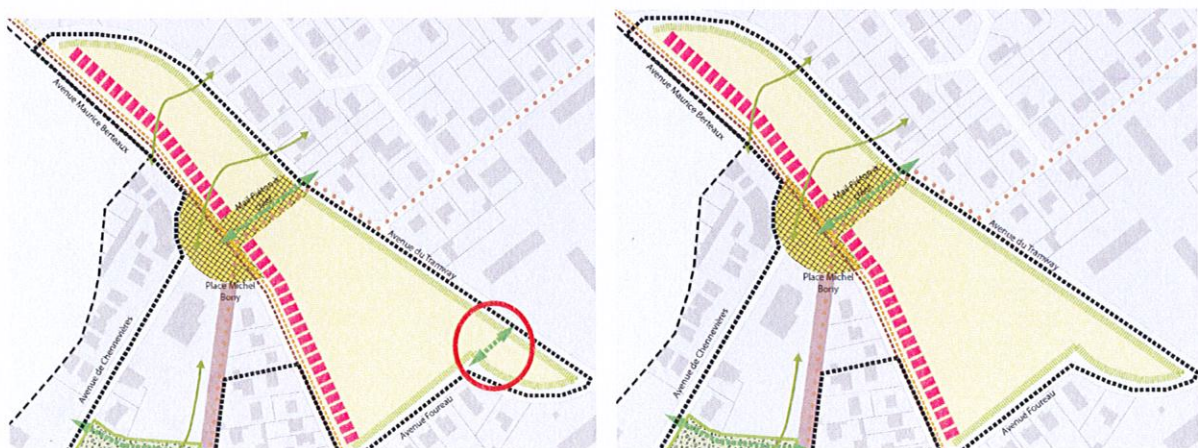 Avenue Maurice Berteaux
Avenue du Tramway
Place Michel
Bony
Avenue de Chennevières
Avenue Foureau
Avenue Maurice Berteaux
Avenue du Tramway
Place Michel
Bony
Avenue de Chennevières
Avenue Foureau